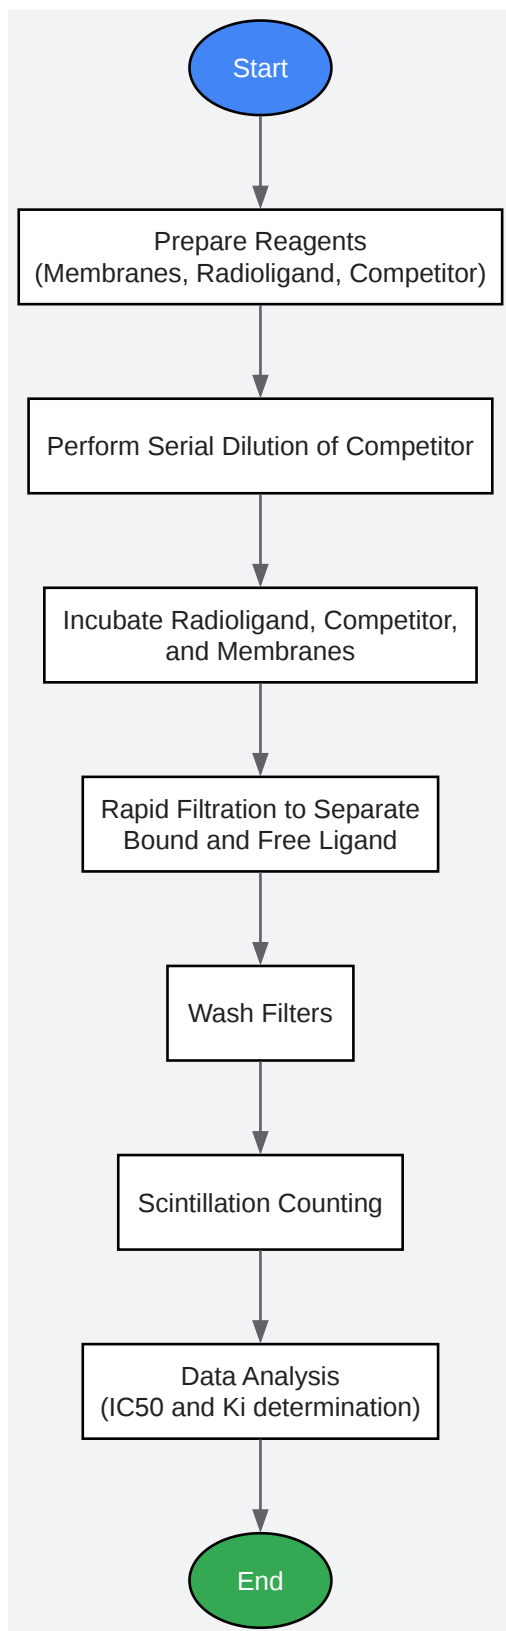 Start
Prepare Reagents
(Membranes, Radioligand, Competitor)
Perform Serial Dilution of Competitor
Incubate Radioligand, Competitor,
and Membranes
Rapid Filtration to Separate
Bound and Free Ligand
Wash Filters
Scintillation Counting
Data Analysis
(IC50 and Ki determination)
End